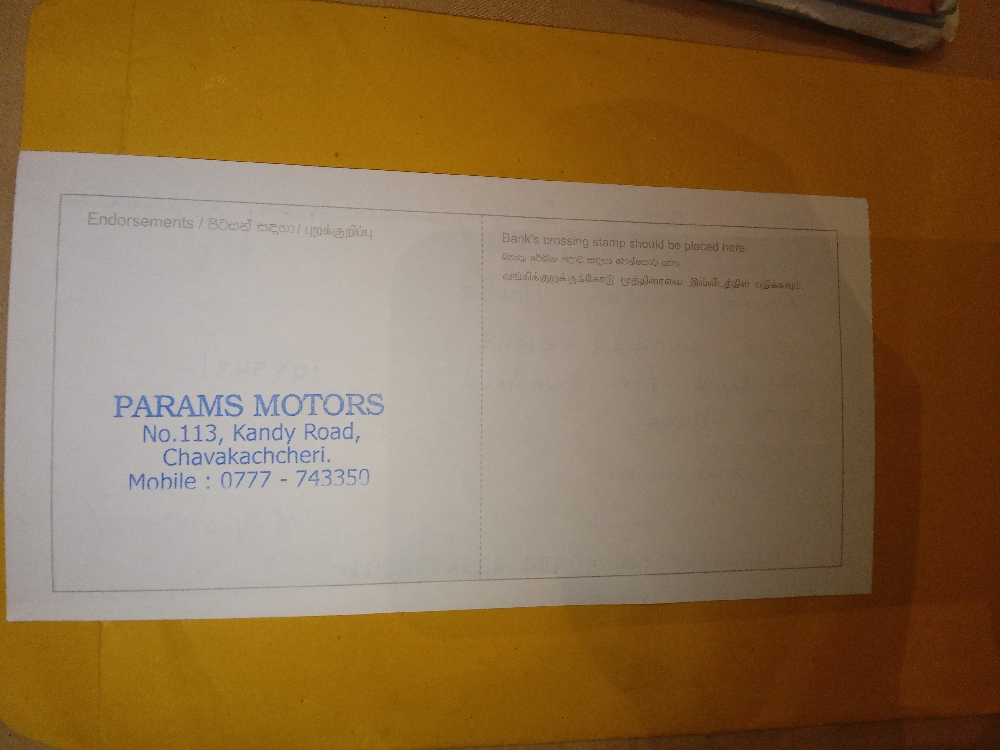 Endorsements / පිටසන් සඳහා / புறக்குறிப்பு
Bank's crossing stamp should be placed here
வங்கிக்குறுக்குக்கோடு முத்திரையை இவ்விடத்தில் பதிக்கவும்.
PARAMS MOTORS
No.113, Kandy Road,
Chavakachcheri.
Mobile : 0777 - 743350